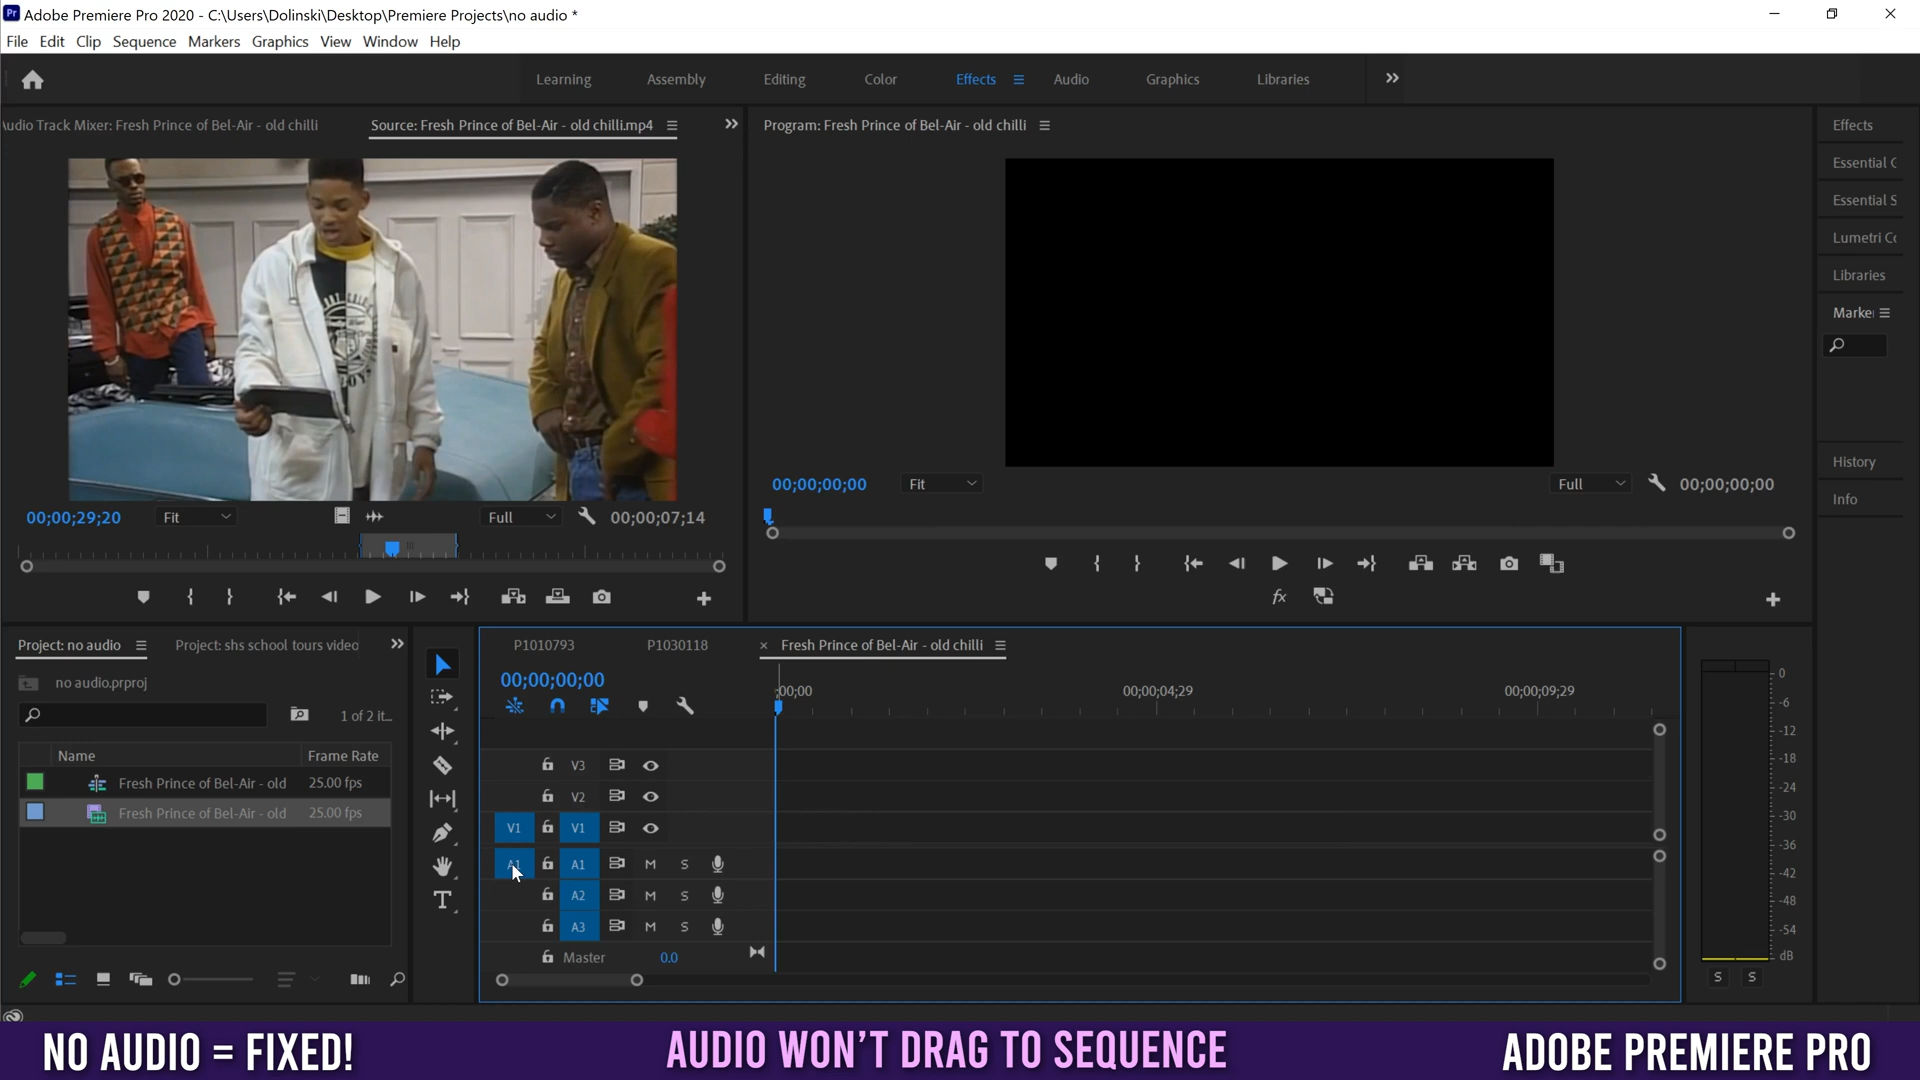 Pr Adobe Premiere Pro 2020 - C:\Users\Dolinski\Desktop\Premiere Projects\no audio *
File Edit Clip Sequence Markers Graphics View Window Help
Learning Assembly Editing Color Effects Audio Graphics Libraries
udio Track Mixer: Fresh Prince of Bel-Air - old chilli
Source: Fresh Prince of Bel-Air - old chilli.mp4
Program: Fresh Prince of Bel-Air - old chilli
00;00;29;20 Fit Full 00;00;07;14
00;00;00;00 Fit Full 00;00;00;00
fx
Effects
Essential
Essential S
Lumetri Co
Libraries
Marke
History
Info
Project: no audio Project: shs school tours video
no audio.prproj
1 of 2 it...
Name Frame Rate
Fresh Prince of Bel-Air - old 25.00 fps
Fresh Prince of Bel-Air - old 25.00 fps
P1010793 P1030118 × Fresh Prince of Bel-Air - old chilli
00;00;00;00
;00;00 00;00;04;29 00;00;09;29
V3
V2
V1 V1
A1 A1 M S
A2 M S
A3 M S
Master 0.0
0
-6
-12
-18
-24
-30
-36
-42
-48
-54
dB
S S
NO AUDIO = FIXED!
AUDIO WON'T DRAG TO SEQUENCE
ADOBE PREMIERE PRO